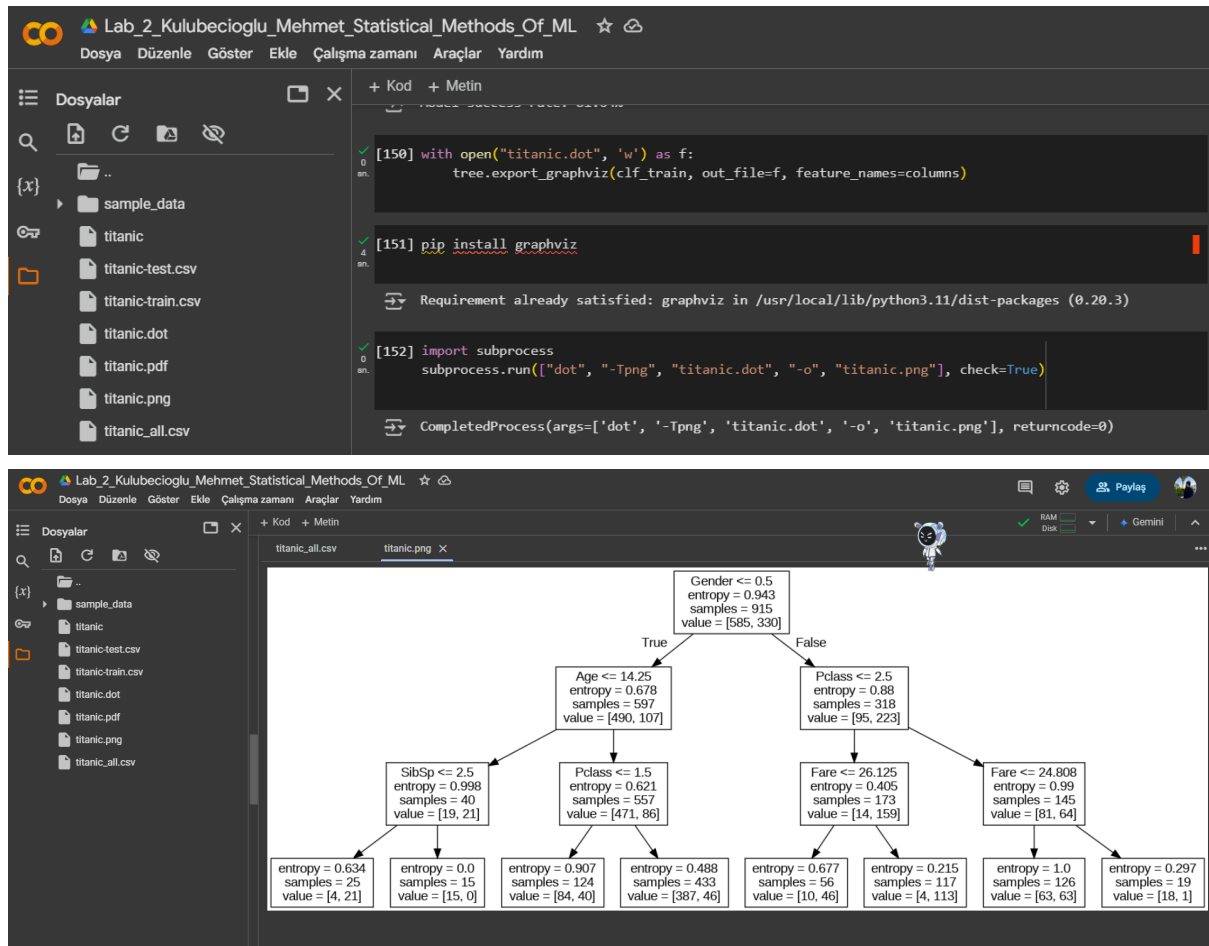 Lab_2_Kulubecioglu_Mehmet_Statistical_Methods_Of_ML
Dosya Düzenle Göster Ekle Çalışma zamanı Araçlar Yardım
Dosyalar
..
sample_data
titanic
titanic-test.csv
titanic-train.csv
titanic.dot
titanic.pdf
titanic.png
titanic_all.csv
{x}
+ Kod + Metin
0 an.
[150] with open("titanic.dot", 'w') as f:
tree.export_graphviz(clf_train, out_file=f, feature_names=columns)
4 an.
[151] pip install graphviz
Requirement already satisfied: graphviz in /usr/local/lib/python3.11/dist-packages (0.20.3)
0 an.
[152] import subprocess
subprocess.run(["dot", "-Tpng", "titanic.dot", "-o", "titanic.png"], check=True)
CompletedProcess(args=['dot', '-Tpng', 'titanic.dot', '-o', 'titanic.png'], returncode=0)
Lab_2_Kulubecioglu_Mehmet_Statistical_Methods_Of_ML
Dosya Düzenle Göster Ekle Çalışma zamanı Araçlar Yardım
Paylaş
Dosyalar
..
sample_data
titanic
titanic-test.csv
titanic-train.csv
titanic.dot
titanic.pdf
titanic.png
titanic_all.csv
{x}
+ Kod + Metin
RAM
Disk
Gemini
titanic_all.csv titanic.png
Gender <= 0.5
entropy = 0.943
samples = 915
value = [585, 330]
True
False
Age <= 14.25
entropy = 0.678
samples = 597
value = [490, 107]
Pclass <= 2.5
entropy = 0.88
samples = 318
value = [95, 223]
SibSp <= 2.5
entropy = 0.998
samples = 40
value = [19, 21]
Pclass <= 1.5
entropy = 0.621
samples = 557
value = [471, 86]
Fare <= 26.125
entropy = 0.405
samples = 173
value = [14, 159]
Fare <= 24.808
entropy = 0.99
samples = 145
value = [81, 64]
entropy = 0.634
samples = 25
value = [4, 21]
entropy = 0.0
samples = 15
value = [15, 0]
entropy = 0.907
samples = 124
value = [84, 40]
entropy = 0.488
samples = 433
value = [387, 46]
entropy = 0.677
samples = 56
value = [10, 46]
entropy = 0.215
samples = 117
value = [4, 113]
entropy = 1.0
samples = 126
value = [63, 63]
entropy = 0.297
samples = 19
value = [18, 1]